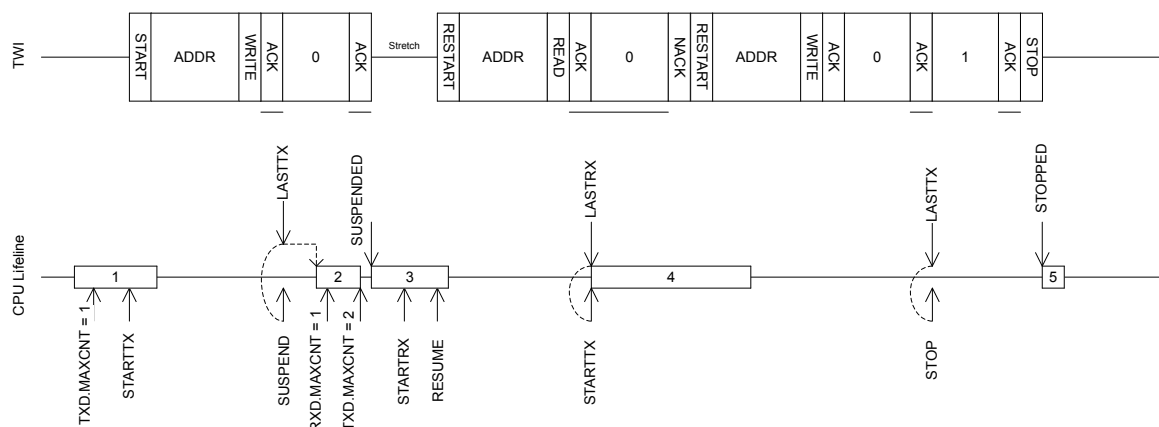 TWI
START
ADDR
WRITE
ACK
0
ACK
Stretch
RESTART
ADDR
READ
ACK
0
NACK
RESTART
ADDR
WRITE
ACK
0
ACK
1
ACK
STOP
CPU Lifeline
LASTTX
SUSPENDED
LASTRX
LASTTX
STOPPED
1
2
3
4
5
TXD.MAXCNT = 1
STARTTX
SUSPEND
RXD.MAXCNT = 1
TXD.MAXCNT = 2
STARTRX
RESUME
STARTTX
STOP